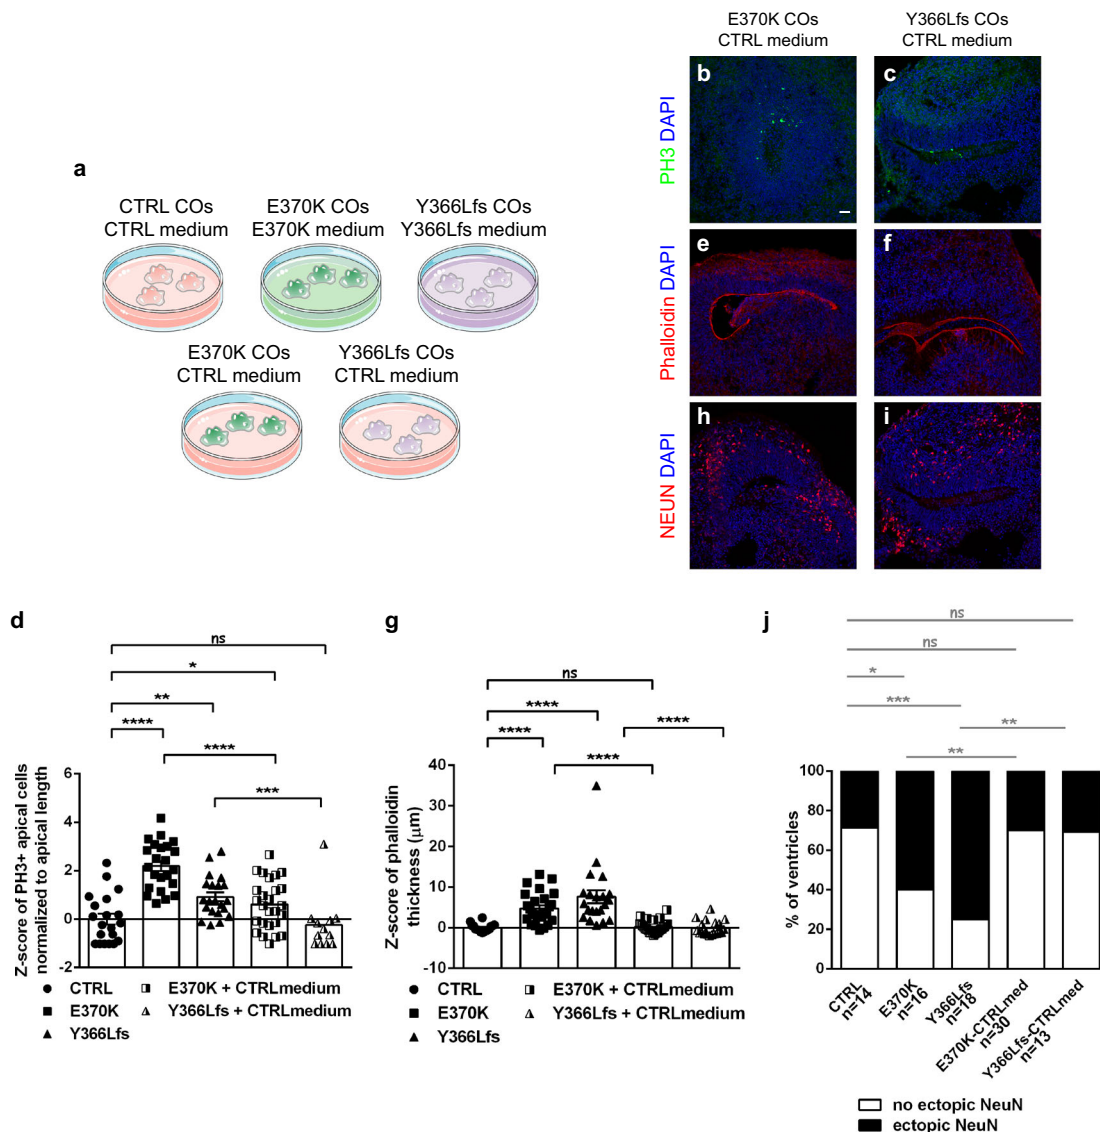 a
CTRL COs
CTRL medium
E370K COs
E370K medium
Y366Lfs COs
Y366Lfs medium
E370K COs
CTRL medium
Y366Lfs COs
CTRL medium
E370K COs
CTRL medium
Y366Lfs COs
CTRL medium
PH3 DAPI
b
c
Phalloidin DAPI
e
f
NEUN DAPI
h
i
d
ns
*
**
****
****
***
Z-score of PH3+ apical cells
normalized to apical length
6
4
2
0
-2
CTRL
E370K
Y366Lfs
E370K + CTRLmedium
Y366Lfs + CTRLmedium
g
ns
****
****
****
****
Z-score of phalloidin
thickness (μm)
40
30
20
10
0
-10
CTRL
E370K
Y366Lfs
E370K + CTRLmedium
Y366Lfs + CTRLmedium
j
ns
ns
*
***
**
**
% of ventricles
100
80
60
40
20
0
CTRL
n=14
E370K
n=16
Y366Lfs
n=18
E370K-CTRLmed
n=30
Y366Lfs-CTRLmed
n=13
no ectopic NeuN
ectopic NeuN